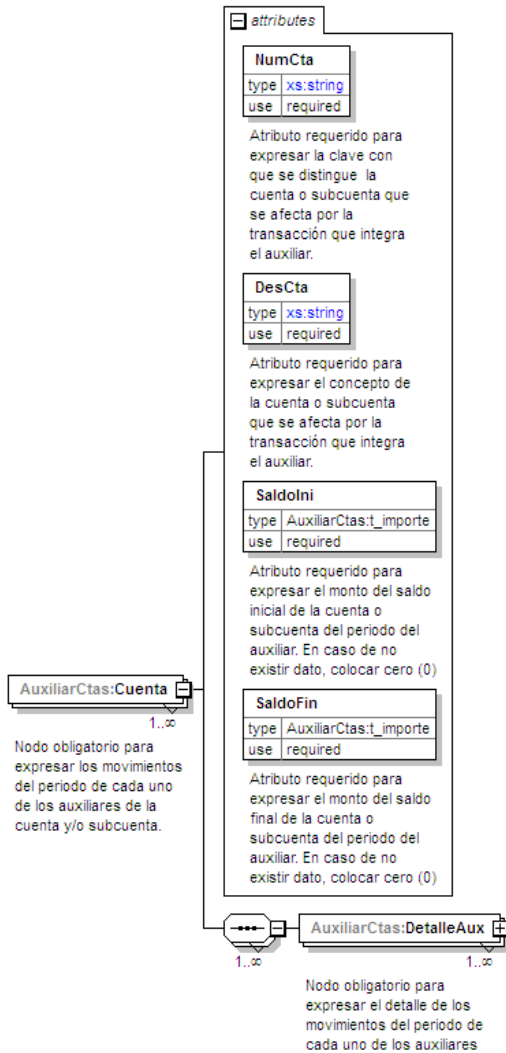 attributes
NumCta
type xs:string
use required
Atributo requerido para
expresar la clave con
que se distingue la
cuenta o subcuenta que
se afecta por la
transacción que integra
el auxiliar.
DesCta
type xs:string
use required
Atributo requerido para
expresar el concepto de
la cuenta o subcuenta
que se afecta por la
transacción que integra
el auxiliar.
SaldoIni
type AuxiliarCtas:t_importe
use required
Atributo requerido para
expresar el monto del saldo
inicial de la cuenta o
subcuenta del periodo del
auxiliar. En caso de no
existir dato, colocar cero (0)
SaldoFin
type AuxiliarCtas:t_importe
use required
Atributo requerido para
expresar el monto del saldo
final de la cuenta o
subcuenta del periodo del
auxiliar. En caso de no
existir dato, colocar cero (0)
AuxiliarCtas:Cuenta
1..∞
Nodo obligatorio para
expresar los movimientos
del periodo de cada uno
de los auxiliares de la
cuenta y/o subcuenta.
1..∞
AuxiliarCtas:DetalleAux
1..∞
Nodo obligatorio para
expresar el detalle de los
movimientos del periodo de
cada uno de los auxiliares